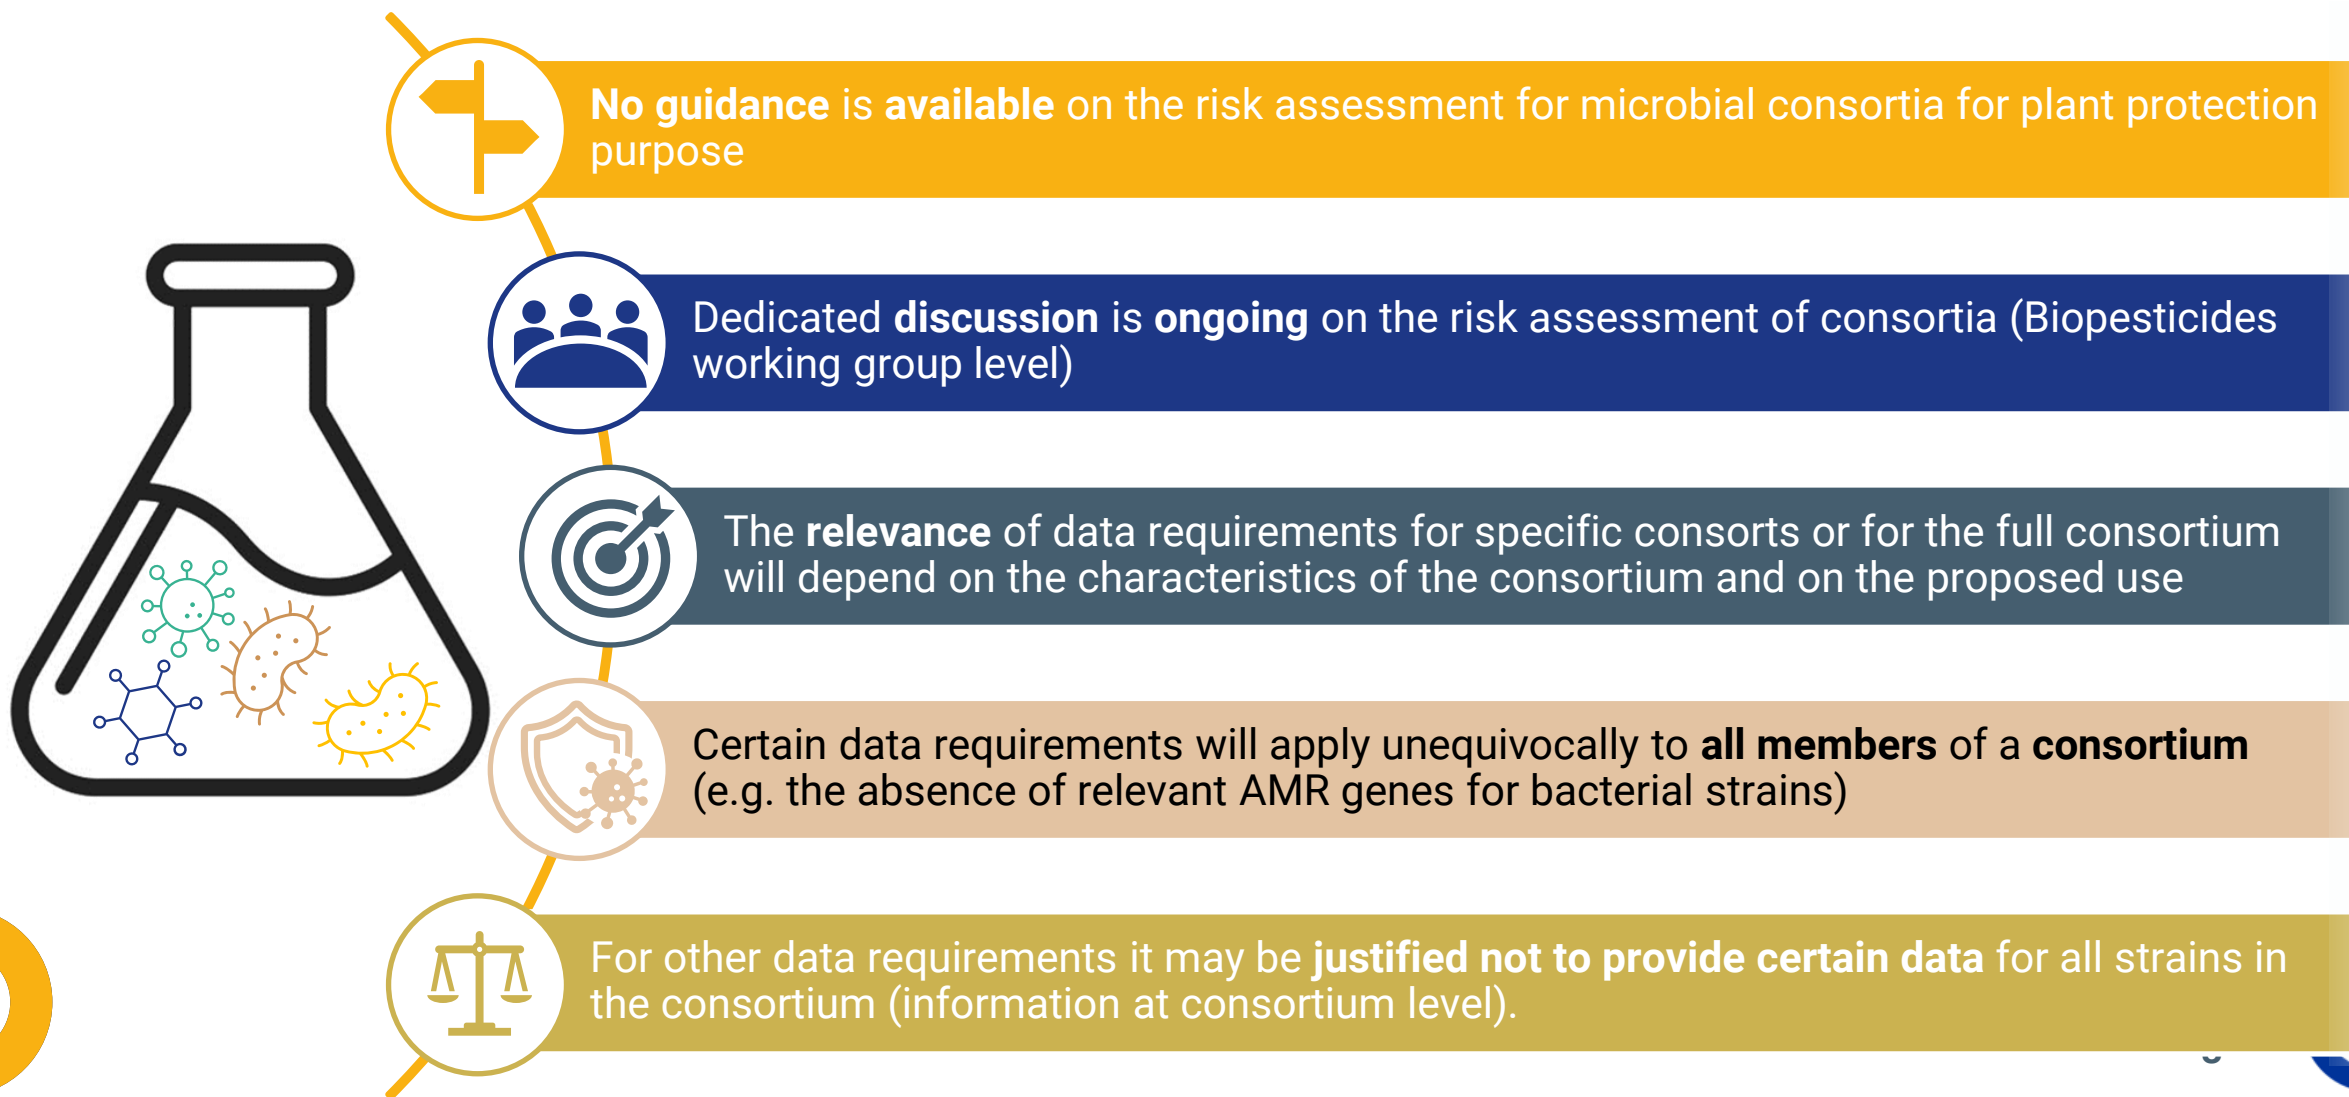 No guidance is available on the risk assessment for microbial consortia for plant protection
purpose
Dedicated discussion is ongoing on the risk assessment of consortia (Biopesticides
working group level)
The relevance of data requirements for specific consorts or for the full consortium
will depend on the characteristics of the consortium and on the proposed use
Certain data requirements will apply unequivocally to all members of a consortium
(e.g. the absence of relevant AMR genes for bacterial strains)
For other data requirements it may be justified not to provide certain data for all strains in
the consortium (information at consortium level).